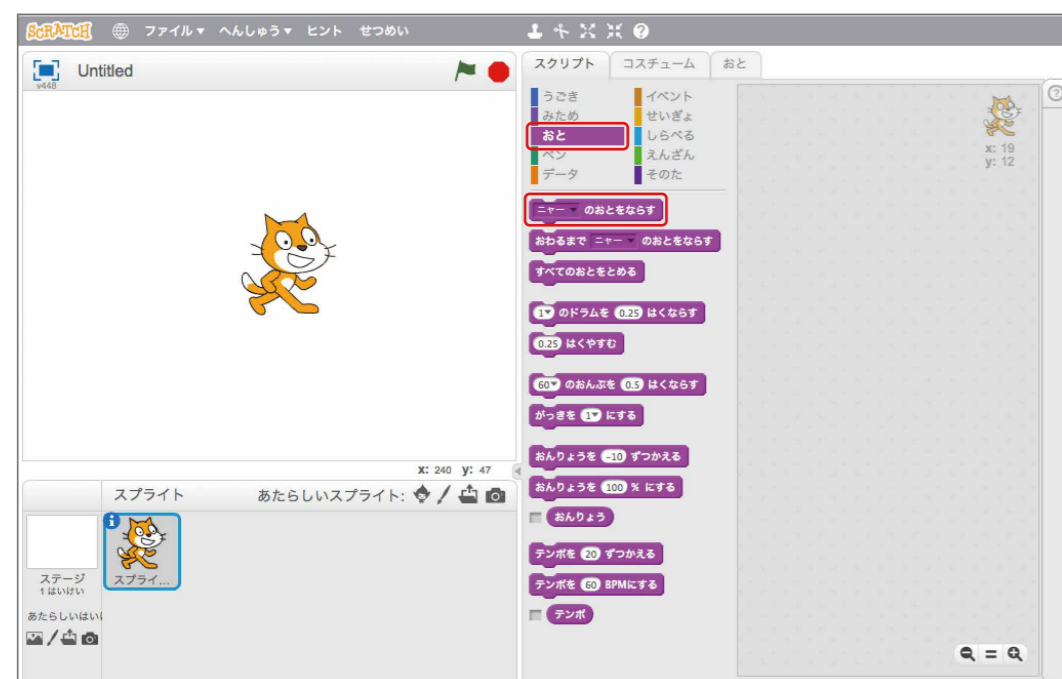 SCRATCH ファイル▼ へんしゅう▼ ヒント せつめい
v448 Untitled
スクリプト コスチューム おと
うごき イベント
みため せいぎょ
おと しらべる
ペン えんざん
データ そのた
x: 19
y: 12
ニャー▼ のおとをならす
おわるまで ニャー▼ のおとをならす
すべてのおとをとめる
1▼ のドラムを 0.25 はくならす
0.25 はくやすむ
60▼ のおんぷを 0.5 はくならす
がっきを 1▼ にする
おんりょうを -10 ずつかえる
おんりょうを 100 % にする
おんりょう
テンポを 20 ずつかえる
テンポを 60 BPMにする
テンポ
x: 240 y: 47
スプライト あたらしいスプライト:
ステージ
1 はいけい
スプライ...
あたらしいはい